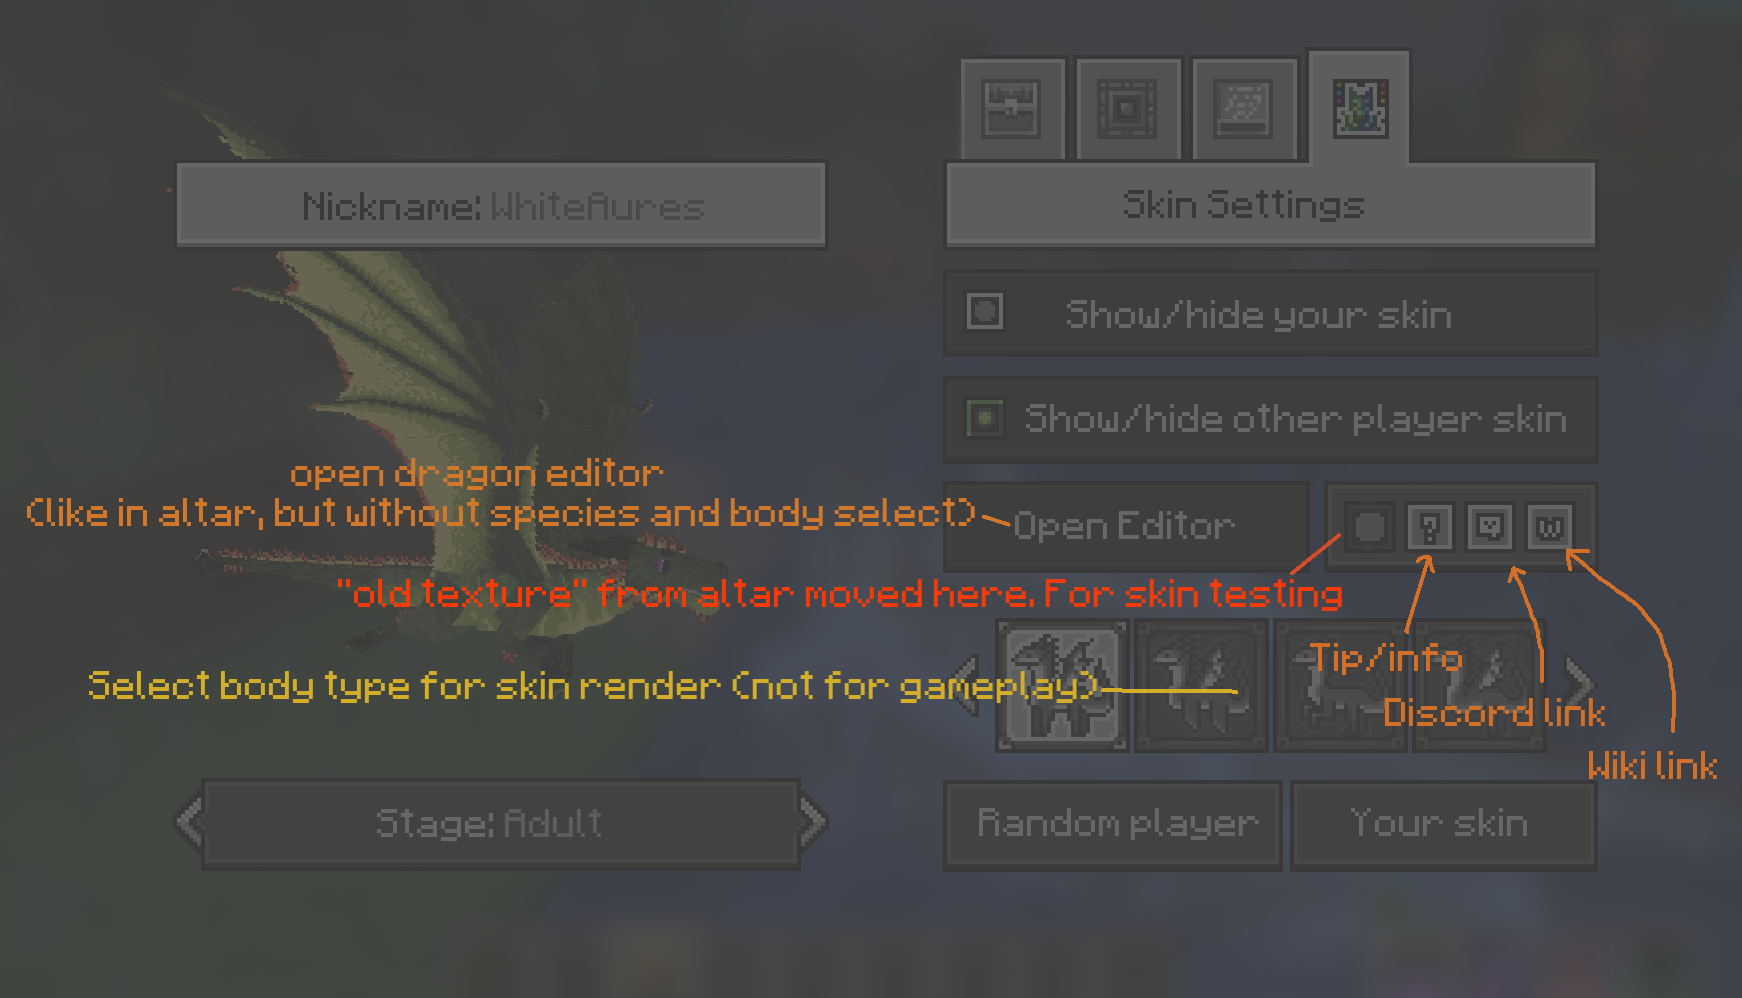 Nickname: WhiteAures
Skin Settings
Show/hide your skin
Show/hide other player skin
open dragon editor
(like in altar, but without species and body select)
Open Editor
?
W
"old texture" from altar moved here. For skin testing
Tip/info
Select body type for skin render (not for gameplay)
Discord link
Wiki link
Stage: Adult
Random player
Your skin